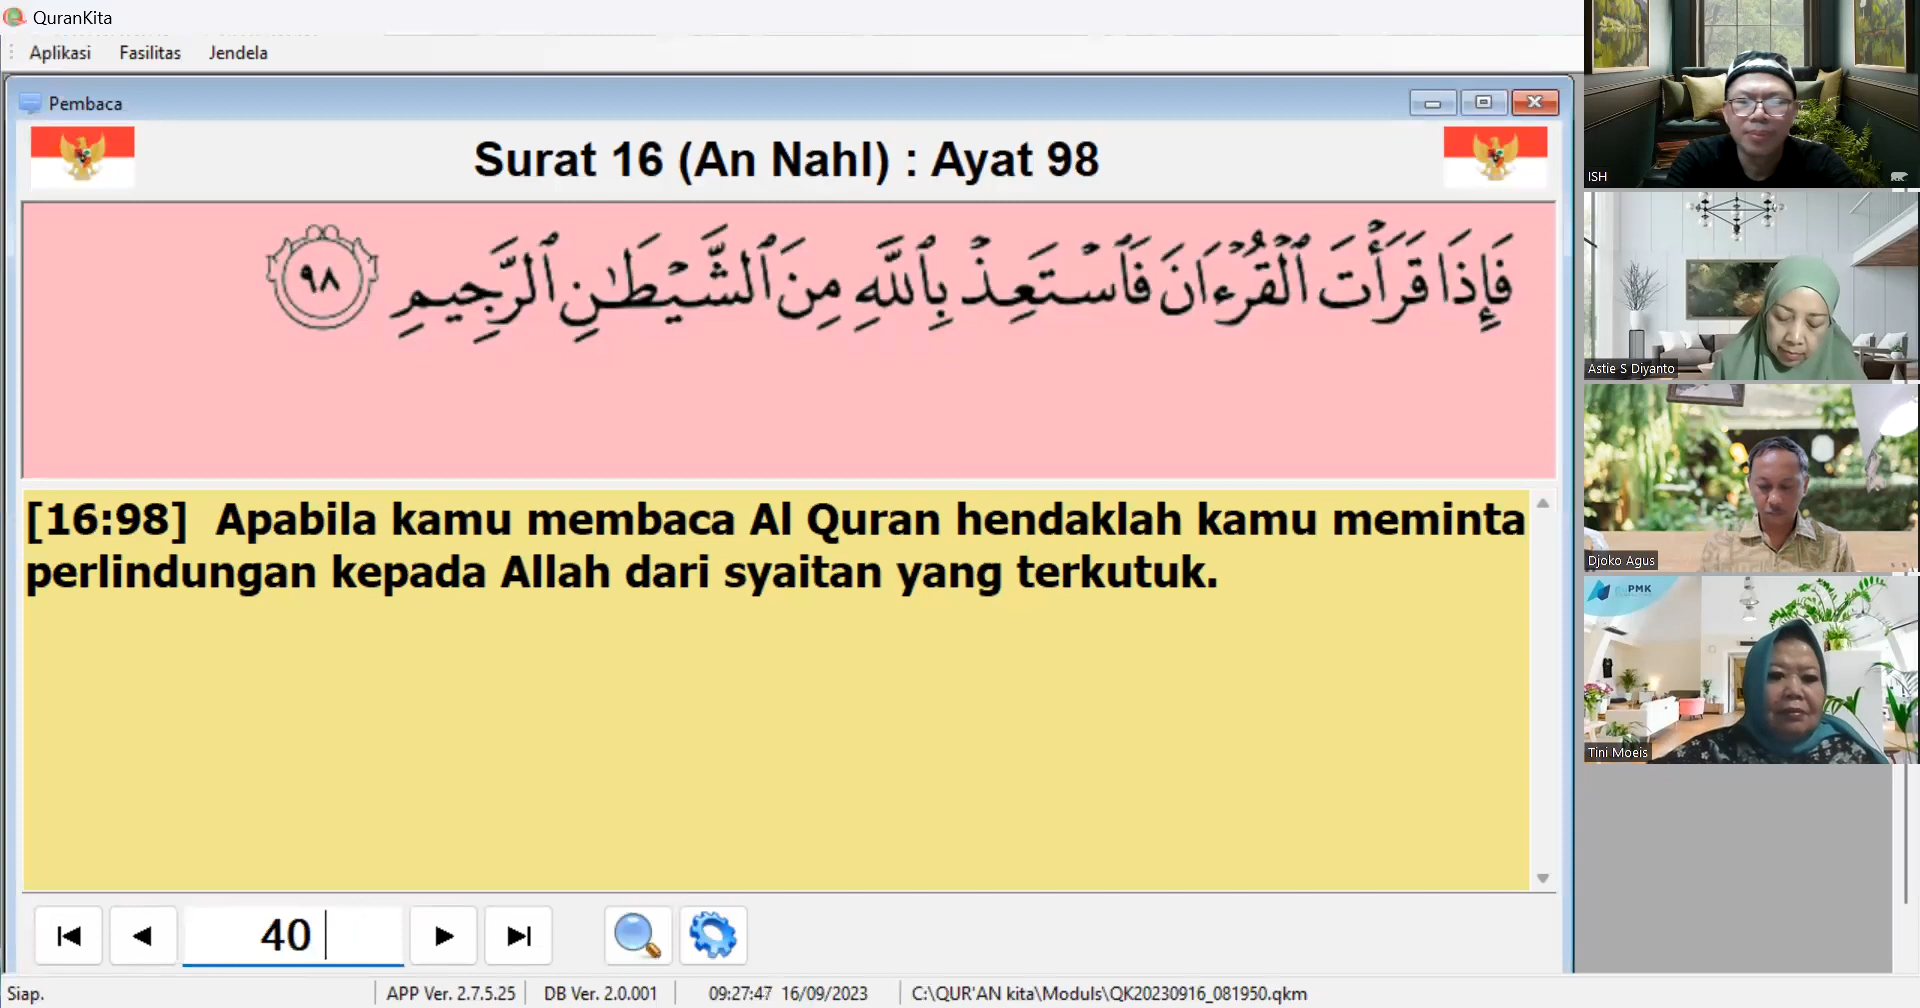 QuranKita
Aplikasi Fasilitas Jendela
Pembaca
Surat 16 (An Nahl) : Ayat 98
فَإِذَا قَرَأْتَ ٱلْقُرْءَانَ فَٱسْتَعِذْ بِٱللَّهِ مِنَ ٱلشَّيْطَٰنِ ٱلرَّجِيمِ ٩٨
[16:98] Apabila kamu membaca Al Quran hendaklah kamu meminta
perlindungan kepada Allah dari syaitan yang terkutuk.
40
Siap. APP Ver. 2.7.5.25 DB Ver. 2.0.001 09:27:47 16/09/2023 C:\QUR'AN kita\Moduls\QK20230916_081950.qkm
ISH
Astie S Diyanto
Djoko Agus
PMK
Tini Moeis